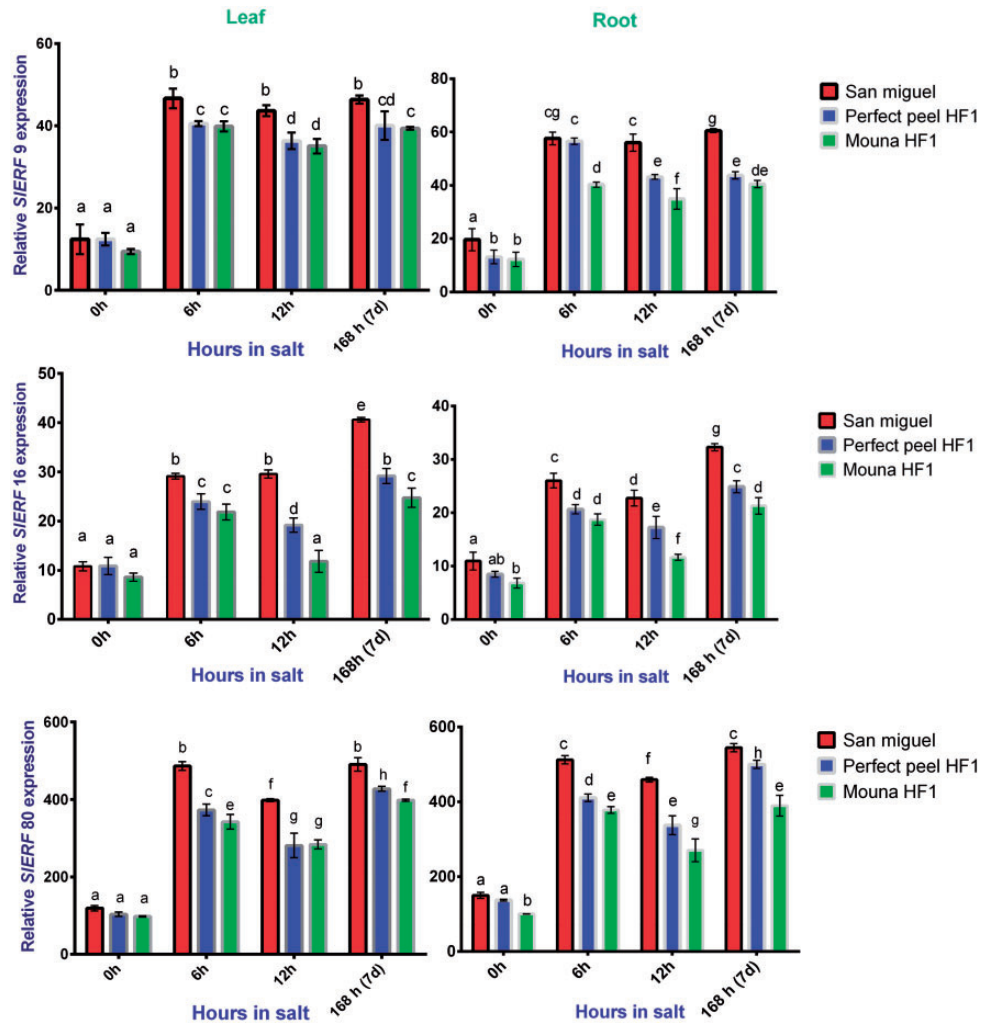 Leaf
Root
Relative SlERF 9 expression
60
40
20
0
a
a
a
b
c
c
b
d
d
b
cd
c
0h
6h
12h
168 h (7d)
Hours in salt
80
60
40
20
0
a
b
b
cg
c
d
c
e
f
g
e
de
0h
6h
12h
168 h (7d)
Hours in salt
San miguel
Perfect peel HF1
Mouna HF1
Relative SlERF 16 expression
50
40
30
20
10
0
a
a
a
b
c
c
b
d
a
e
b
c
0h
6h
12h
168h (7d)
Hours in salt
40
30
20
10
0
a
ab
b
c
d
d
d
e
f
g
c
d
0h
6h
12h
168 h (7d)
Hours in salt
San miguel
Perfect peel HF1
Mouna HF1
Relative SlERF 80 expression
600
400
200
0
a
a
a
b
c
e
f
g
g
b
h
f
0h
6h
12h
168 h (7d)
Hours in salt
600
400
200
0
a
a
b
c
d
e
f
e
g
c
h
e
0h
6h
12h
168 h (7d)
Hours in salt
San miguel
Perfect peel HF1
Mouna HF1